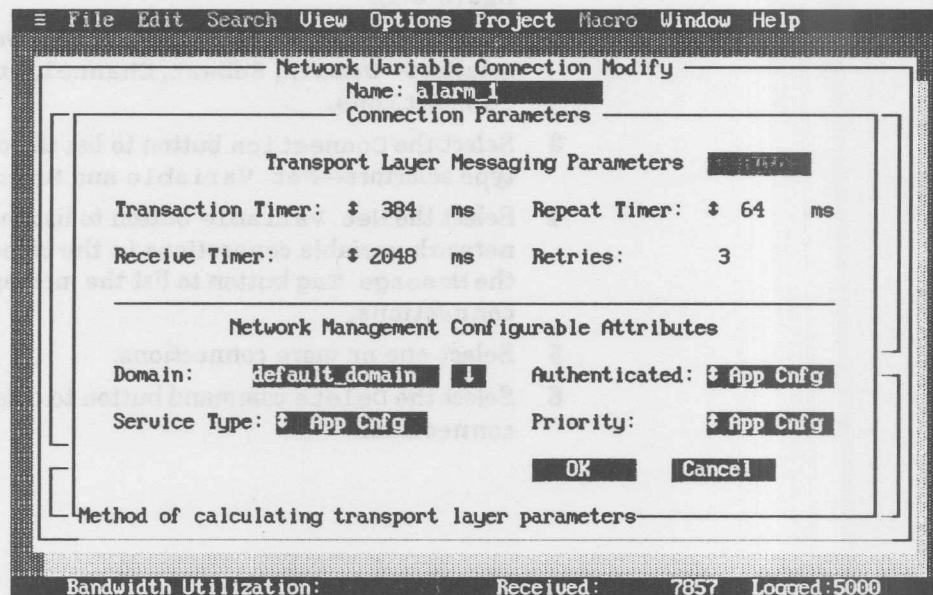 ≡ File Edit Search View Options Project Macro Window Help
Network Variable Connection Modify
Name: alarm_1
Connection Parameters
Transport Layer Messaging Parameters
Transaction Timer: ↕ 384 ms Repeat Timer: ↕ 64 ms
Receive Timer: ↕ 2048 ms Retries: 3
Network Management Configurable Attributes
Domain: default_domain ↓ Authenticated: ↕ App Cnfg
Service Type: ↕ App Cnfg Priority: ↕ App Cnfg
OK Cancel
Method of calculating transport layer parameters
Bandwidth Utilization: Received: 7857 Logged:5000